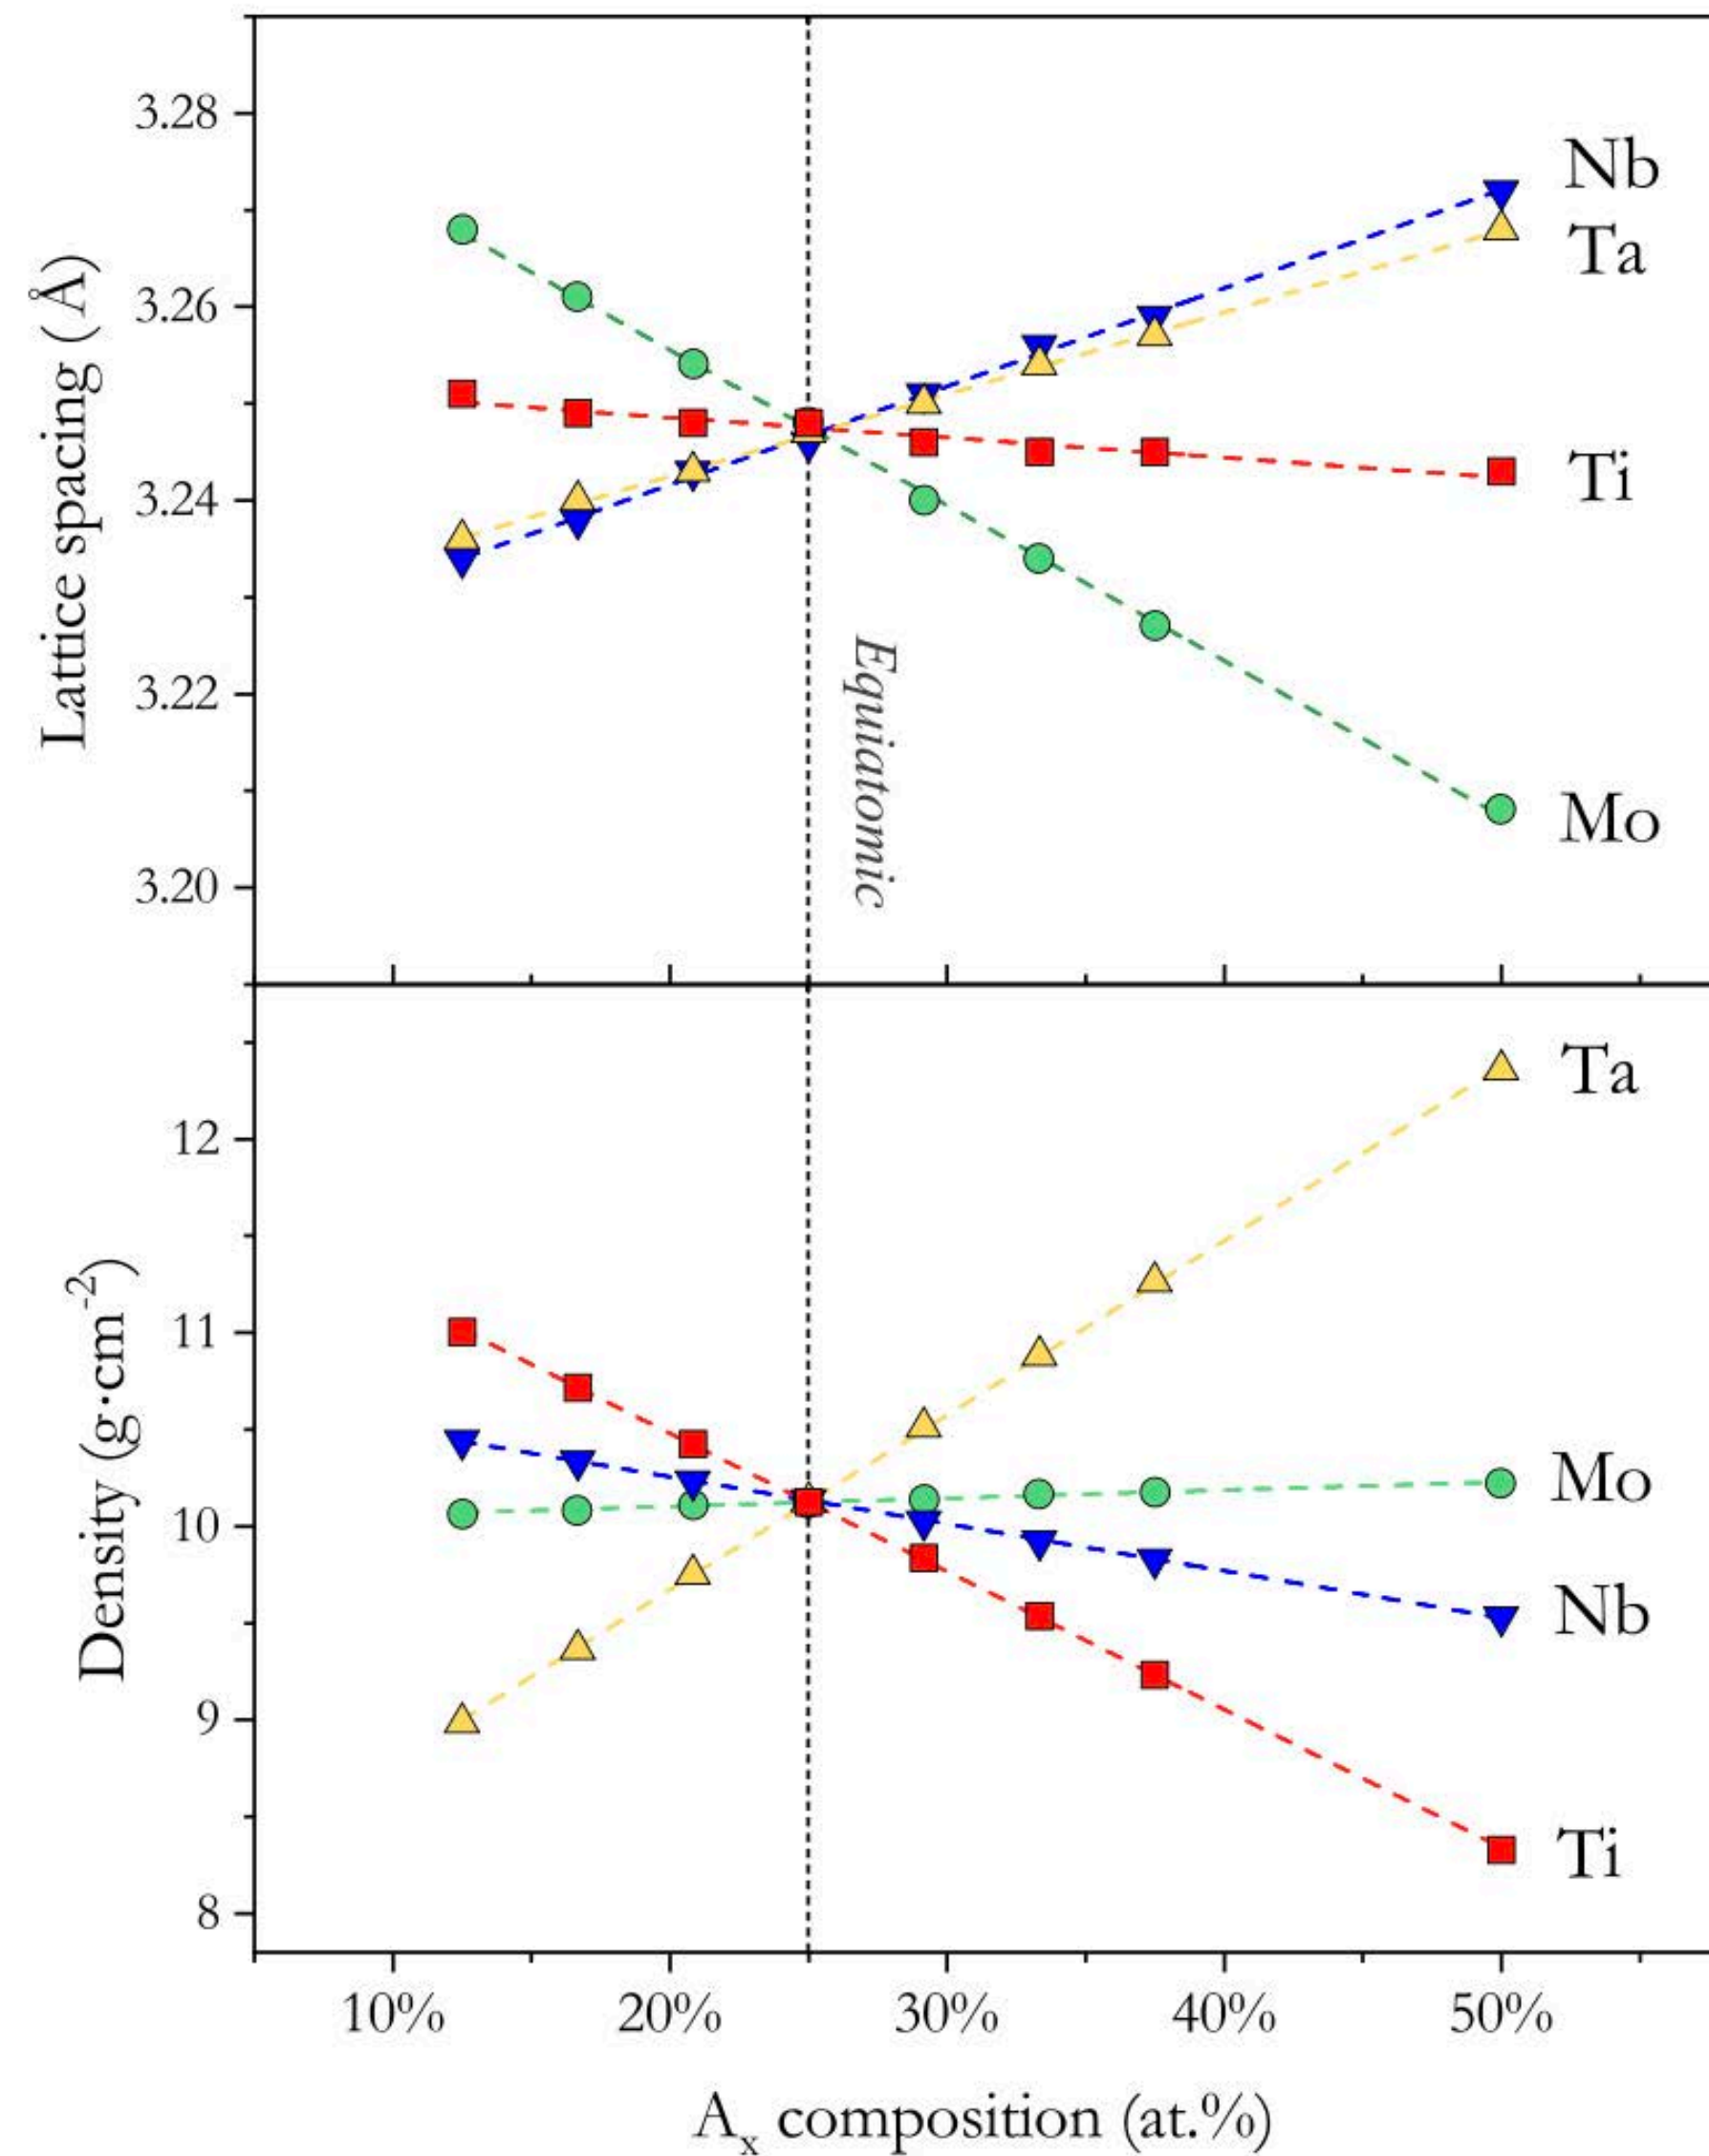 Lattice spacing (Å)
3.28
3.26
3.24
3.22
3.20
Nb
Ta
Ti
Mo
Equiatomic
Density (g·cm⁻²)
12
11
10
9
8
Ta
Mo
Nb
Ti
10%
20%
30%
40%
50%
Aₓ composition (at.%)